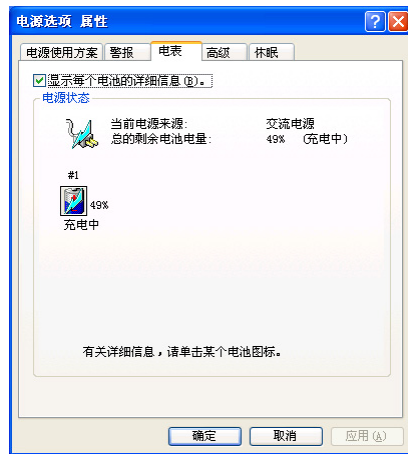 电源选项 属性
电源使用方案 警报 电表 高级 休眠
显示每个电池的详细信息(D)。
电源状态
当前电源来源: 交流电源
总的剩余电池电量: 49% (充电中)
#1
49%
充电中
有关详细信息，请单击某个电池图标。
确定 取消 应用(A)